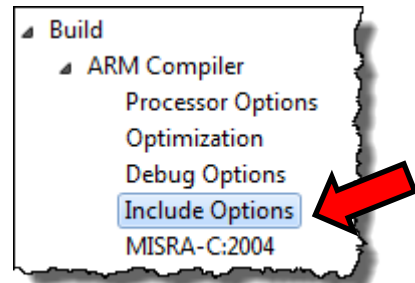 Build
ARM Compiler
Processor Options
Optimization
Debug Options
Include Options
MISRA-C:2004